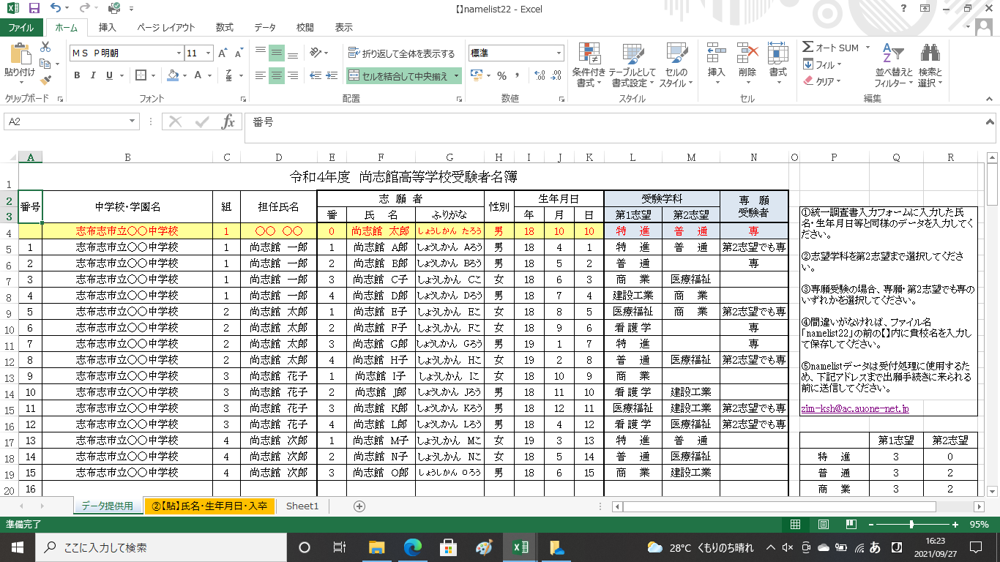 【】namelist22 - Excel
ファイル ホーム 挿入 ページ レイアウト 数式 データ 校閲 表示
貼り付け
クリップボード
ＭＳ Ｐ明朝 11
B I U
フォント
折り返して全体を表示する
セルを結合して中央揃え
配置
標準
数値
条件付き書式 テーブルとして書式設定 セルのスタイル
スタイル
挿入 削除 書式
セル
オート SUM
フィル
クリア
並べ替えとフィルター 検索と選択
編集
A2 fx 番号
A B C D E F G H I J K L M N O P Q R
1 令和4年度 尚志館高等学校受験者名簿
2 番号 中学校・学園名 組 担任氏名 志 願 者 性別 生年月日 受験学科 専 願 受験者
3 番 氏 名 ふりがな 年 月 日 第1志望 第2志望
4 志布志市立〇〇中学校 1 〇〇 〇〇 0 尚志館 太郎 しょうしかん たろう 男 18 10 10 特 進 普 通 専
5 1 志布志市立〇〇中学校 1 尚志館 一郎 1 尚志館 A郎 しょうしかん Aろう 男 18 4 1 特 進 普 通 第2志望でも専
6 2 志布志市立〇〇中学校 1 尚志館 一郎 2 尚志館 B郎 しょうしかん Bろう 男 18 5 2 普 通 専
7 3 志布志市立〇〇中学校 1 尚志館 一郎 3 尚志館 C子 しょうしかん Cこ 女 18 6 3 商 業 医療福祉
8 4 志布志市立〇〇中学校 1 尚志館 一郎 4 尚志館 D郎 しょうしかん Dろう 男 18 7 4 建設工業 商 業
9 5 志布志市立〇〇中学校 2 尚志館 太郎 1 尚志館 E子 しょうしかん Eこ 女 18 8 5 医療福祉 商 業 第2志望でも専
10 6 志布志市立〇〇中学校 2 尚志館 太郎 2 尚志館 F子 しょうしかん Fこ 女 18 9 6 看護学 専
11 7 志布志市立〇〇中学校 2 尚志館 太郎 3 尚志館 G郎 しょうしかん Gろう 男 19 1 7 特 進 専
12 8 志布志市立〇〇中学校 2 尚志館 太郎 4 尚志館 H子 しょうしかん Hこ 女 19 2 8 普 通 医療福祉 第2志望でも専
13 9 志布志市立〇〇中学校 3 尚志館 花子 1 尚志館 I子 しょうしかん Iこ 女 18 10 9 商 業
14 10 志布志市立〇〇中学校 3 尚志館 花子 2 尚志館 J郎 しょうしかん Jろう 男 18 11 10 看護学 建設工業
15 11 志布志市立〇〇中学校 3 尚志館 花子 3 尚志館 K郎 しょうしかん Kろう 男 18 12 11 医療福祉 建設工業 第2志望でも専
16 12 志布志市立〇〇中学校 3 尚志館 花子 4 尚志館 L郎 しょうしかん Lろう 男 18 4 12 看護学 医療福祉 第2志望でも専
17 13 志布志市立〇〇中学校 4 尚志館 次郎 1 尚志館 M子 しょうしかん Mこ 女 19 3 13 特 進 普 通
18 14 志布志市立〇〇中学校 4 尚志館 次郎 2 尚志館 N子 しょうしかん Nこ 女 18 5 14 普 通 医療福祉
19 15 志布志市立〇〇中学校 4 尚志館 次郎 3 尚志館 O郎 しょうしかん Oろう 男 18 6 15 商 業 建設工業
20 16
①統一調査書入力フォームに入力した氏
名・生年月日等と同様のデータを入力してく
ださい。
②志望学科を第2志望まで選択してくださ
い。
③専願受験の場合、専願・第2志望でも専の
いずれかを選択してください。
④間違いがなければ、ファイル名
「namelist22」の前の【】内に貴校名を入力し
て保存してください。
⑤namelistデータは受付処理に使用するた
め、下記アドレスまで出願手続きに来られる
前に送信してください。
zim-ksh@ac.auone-net.jp
第1志望 第2志望
特 進 3 0
普 通 3 2
商 業 3 2
データ提供用 ②【貼】氏名・生年月日・入卒 Sheet1
準備完了 95%
ここに入力して検索
28°C くもりのち晴れ あ 16:23
2021/09/27